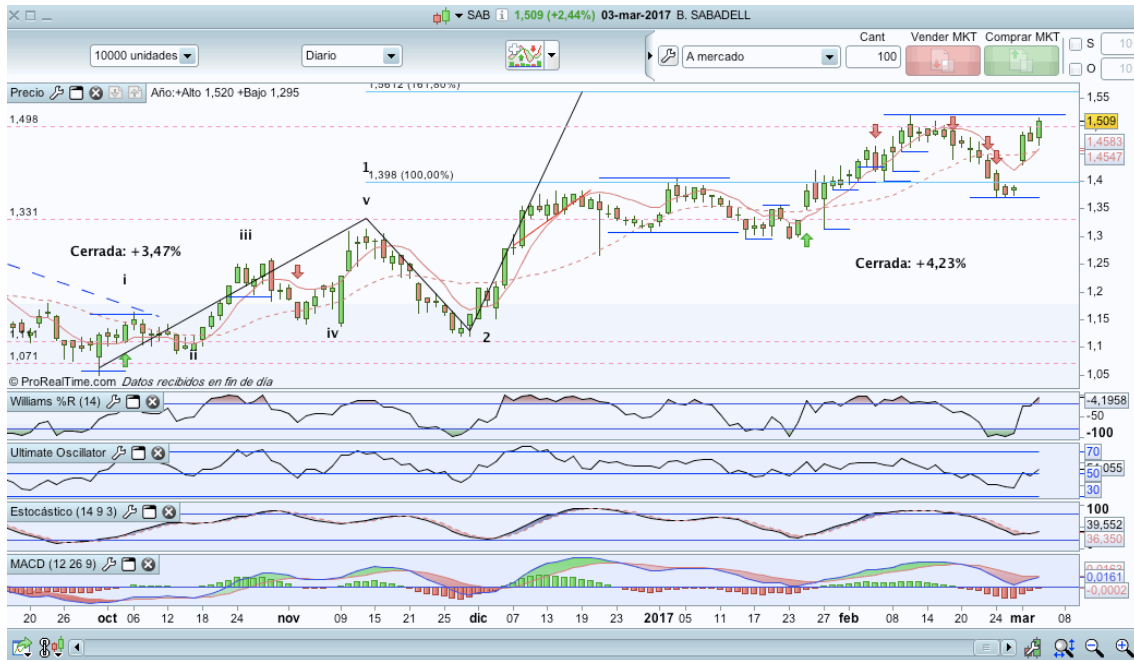 SAB 1,509 (+2,44%) 03-mar-2017 B. SABADELL
10000 unidades
Diario
A mercado
Cant
100
Vender MKT
Comprar MKT
S
10
O
10
Precio
Año:+Alto 1,520 +Bajo 1,295
1,5612 (161,80%)
1,498
1,398 (100,00%)
1,331
1,071
1
v
iii
Cerrada: +3,47%
i
ii
iv
2
Cerrada: +4,23%
1,55
1,509
1,4583
1,4547
1,4
1,35
1,3
1,25
1,2
1,15
1,1
1,05
© ProRealTime.com Datos recibidos en fin de día
Williams %R (14)
-4,1958
-50
-100
Ultimate Oscillator
70
50
30
Estocástico (14 9 3)
100
39,552
36,350
MACD (12 26 9)
0,0161
-0,0002
20 26 oct 06 12 18 24 nov 09 15 21 25 dic 07 13 19 23 2017 05 11 17 23 27 feb 08 14 20 24 mar 08